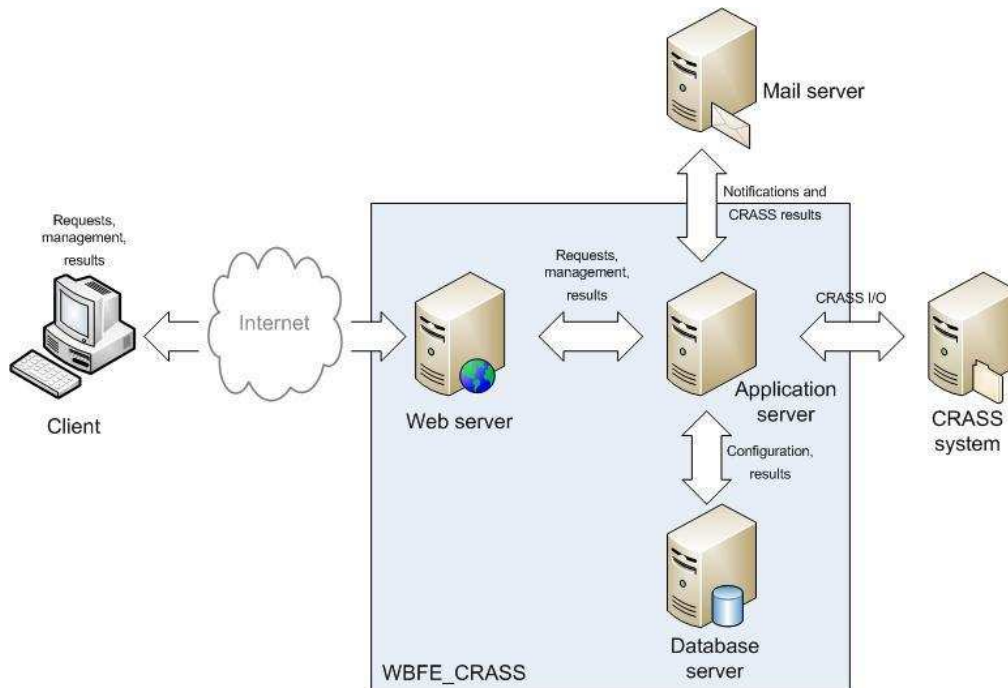 Mail server
Notifications and
CRASS results
Requests,
management,
results
Requests,
management,
results
Internet
CRASS I/O
Client
Web server
Application
server
CRASS
system
Configuration,
results
Database
server
WBFE_CRASS